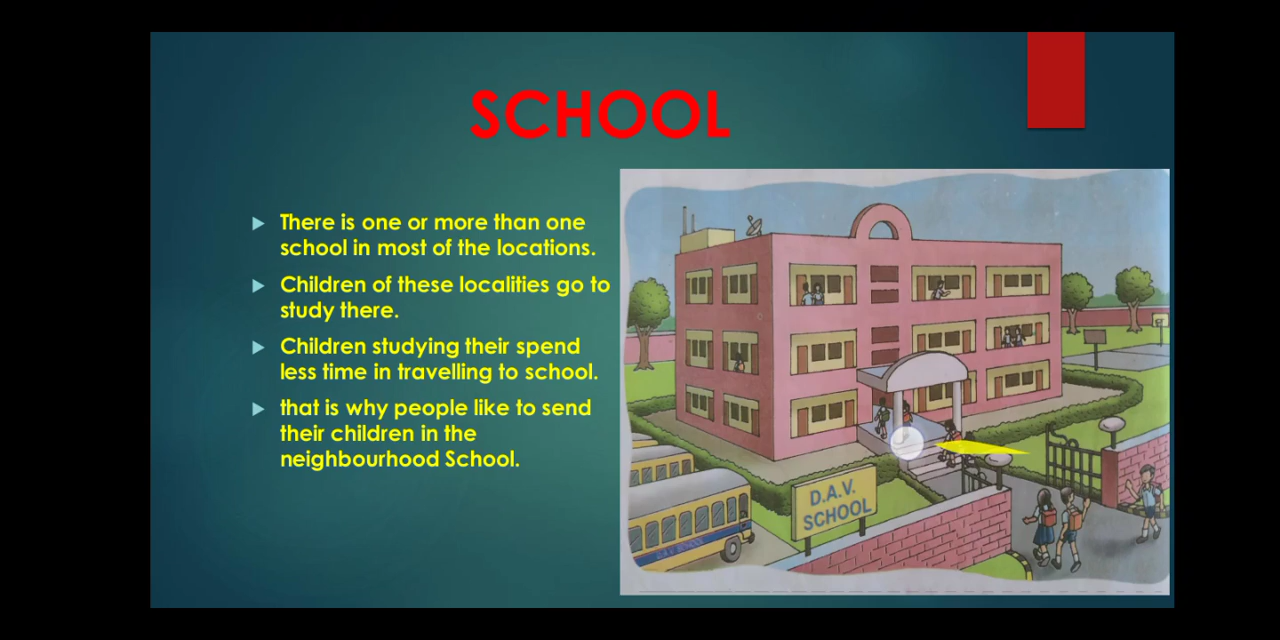 SCHOOL
There is one or more than one
school in most of the locations.
Children of these localities go to
study there.
Children studying their spend
less time in travelling to school.
that is why people like to send
their children in the
neighbourhood School.
D.A.V.
SCHOOL
D.A.V. SCHOOL